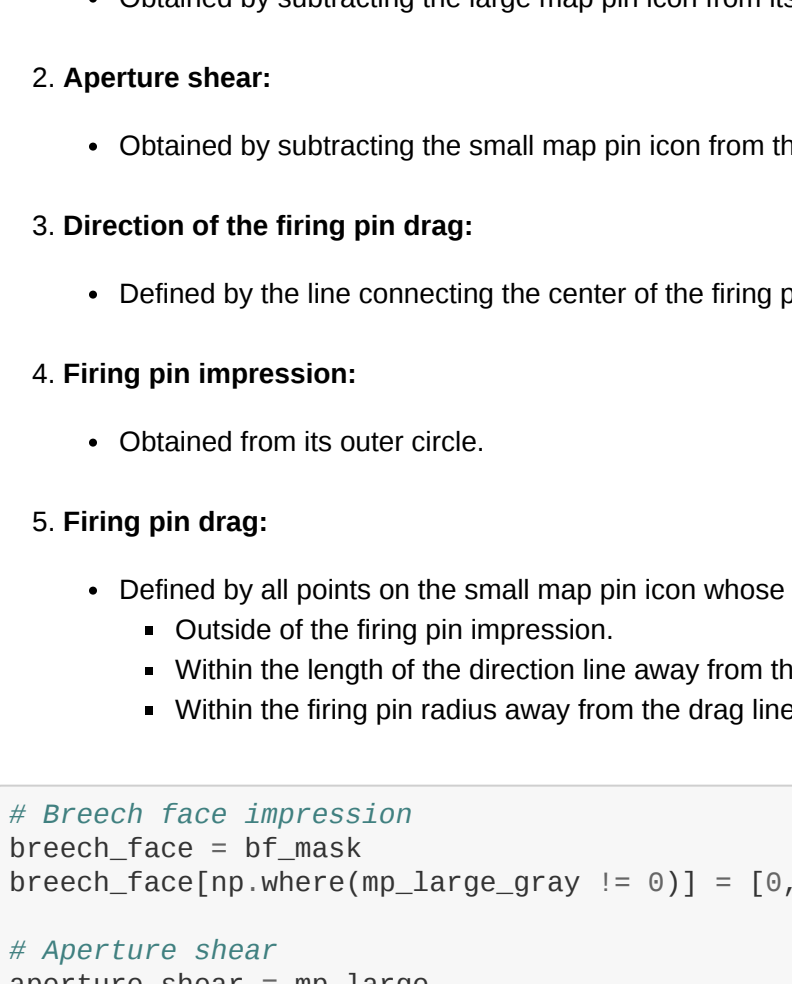 • Obtained by subtracting the large map pin icon from its
2. Aperture shear:
• Obtained by subtracting the small map pin icon from th
3. Direction of the firing pin drag:
• Defined by the line connecting the center of the firing p
4. Firing pin impression:
• Obtained from its outer circle.
5. Firing pin drag:
• Defined by all points on the small map pin icon whose
▪ Outside of the firing pin impression.
▪ Within the length of the direction line away from th
▪ Within the firing pin radius away from the drag line
# Breech face impression
breech_face = bf_mask
breech_face[np.where(mp_large_gray != 0)] = [0,
# Aperture shear
aperture_shear = mp_large